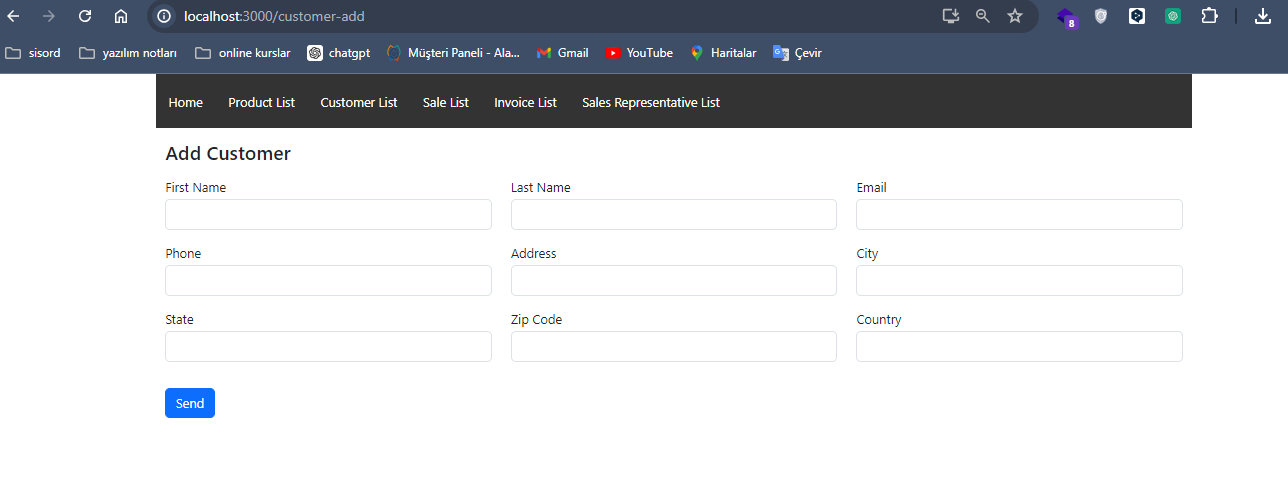 localhost:3000/customer-add
8
sisord yazılım notları online kurslar chatgpt Müşteri Paneli - Ala... Gmail YouTube Haritalar Çevir
Home Product List Customer List Sale List Invoice List Sales Representative List
Add Customer
First Name Last Name Email
Phone Address City
State Zip Code Country
Send